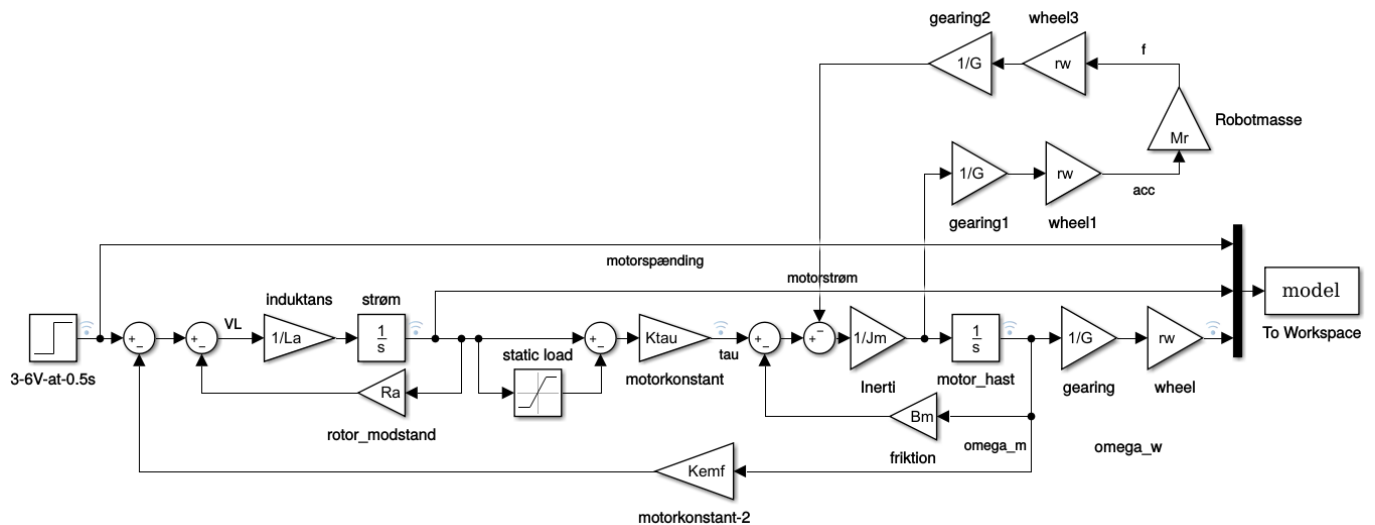 gearing2
wheel3
1/G
rw
f
Mr
Robotmasse
1/G
rw
acc
gearing1
wheel1
motorspænding
motorstrøm
induktans
strøm
VL
1/La
1
s
static load
Ktau
tau
motorkonstant
+
−
+
−
+
−
+
−
−
+
1/Jm
Inerti
1
s
motor_hast
1/G
gearing
rw
wheel
model
To Workspace
3-6V-at-0.5s
Ra
rotor_modstand
Bm
friktion
omega_m
omega_w
Kemf
motorkonstant-2